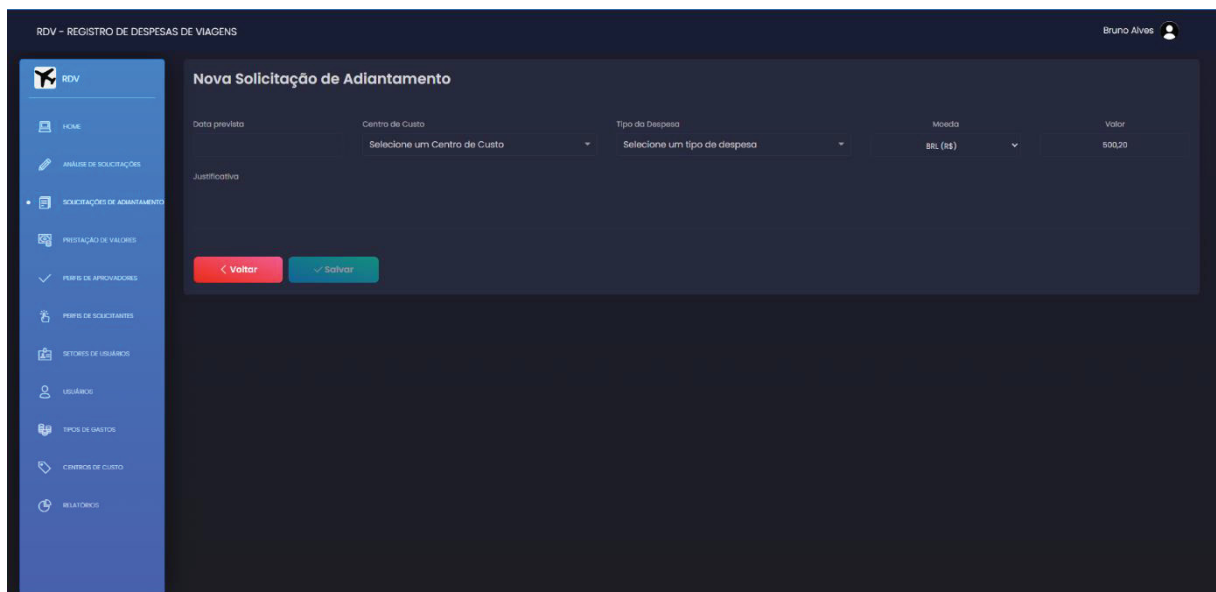 RDV - REGISTRO DE DESPESAS DE VIAGENS
Bruno Alves
RDV
HOME
ANÁLISE DE SOLICITAÇÕES
SOLICITAÇÕES DE ADIANTAMENTO
PRESTAÇÃO DE VALORES
PERFIS DE APROVADORES
PERFIS DE SOLICITANTES
SETORES DE USUÁRIOS
USUÁRIOS
TIPOS DE GASTOS
CENTROS DE CUSTO
RELATÓRIOS
Nova Solicitação de Adiantamento
Data prevista
Centro de Custo
Tipo da Despesa
Moeda
Valor
Selecione um Centro de Custo
Selecione um tipo de despesa
BRL (R$)
500,20
Justificativa
Voltar
Salvar